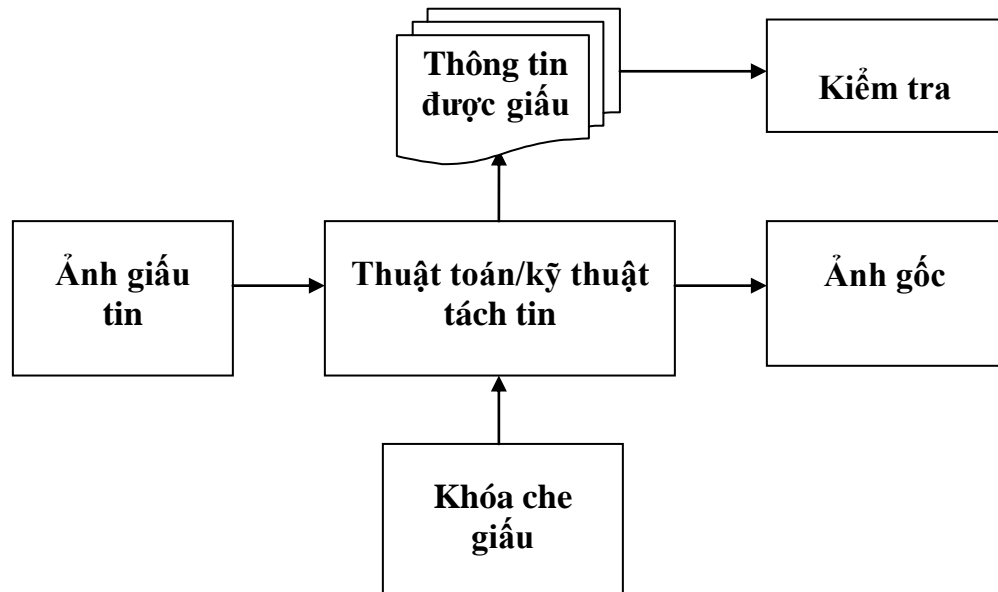 Thông tin
được giấu
Kiểm tra
Ảnh giấu
tin
Thuật toán/kỹ thuật
tách tin
Ảnh gốc
Khóa che
giấu